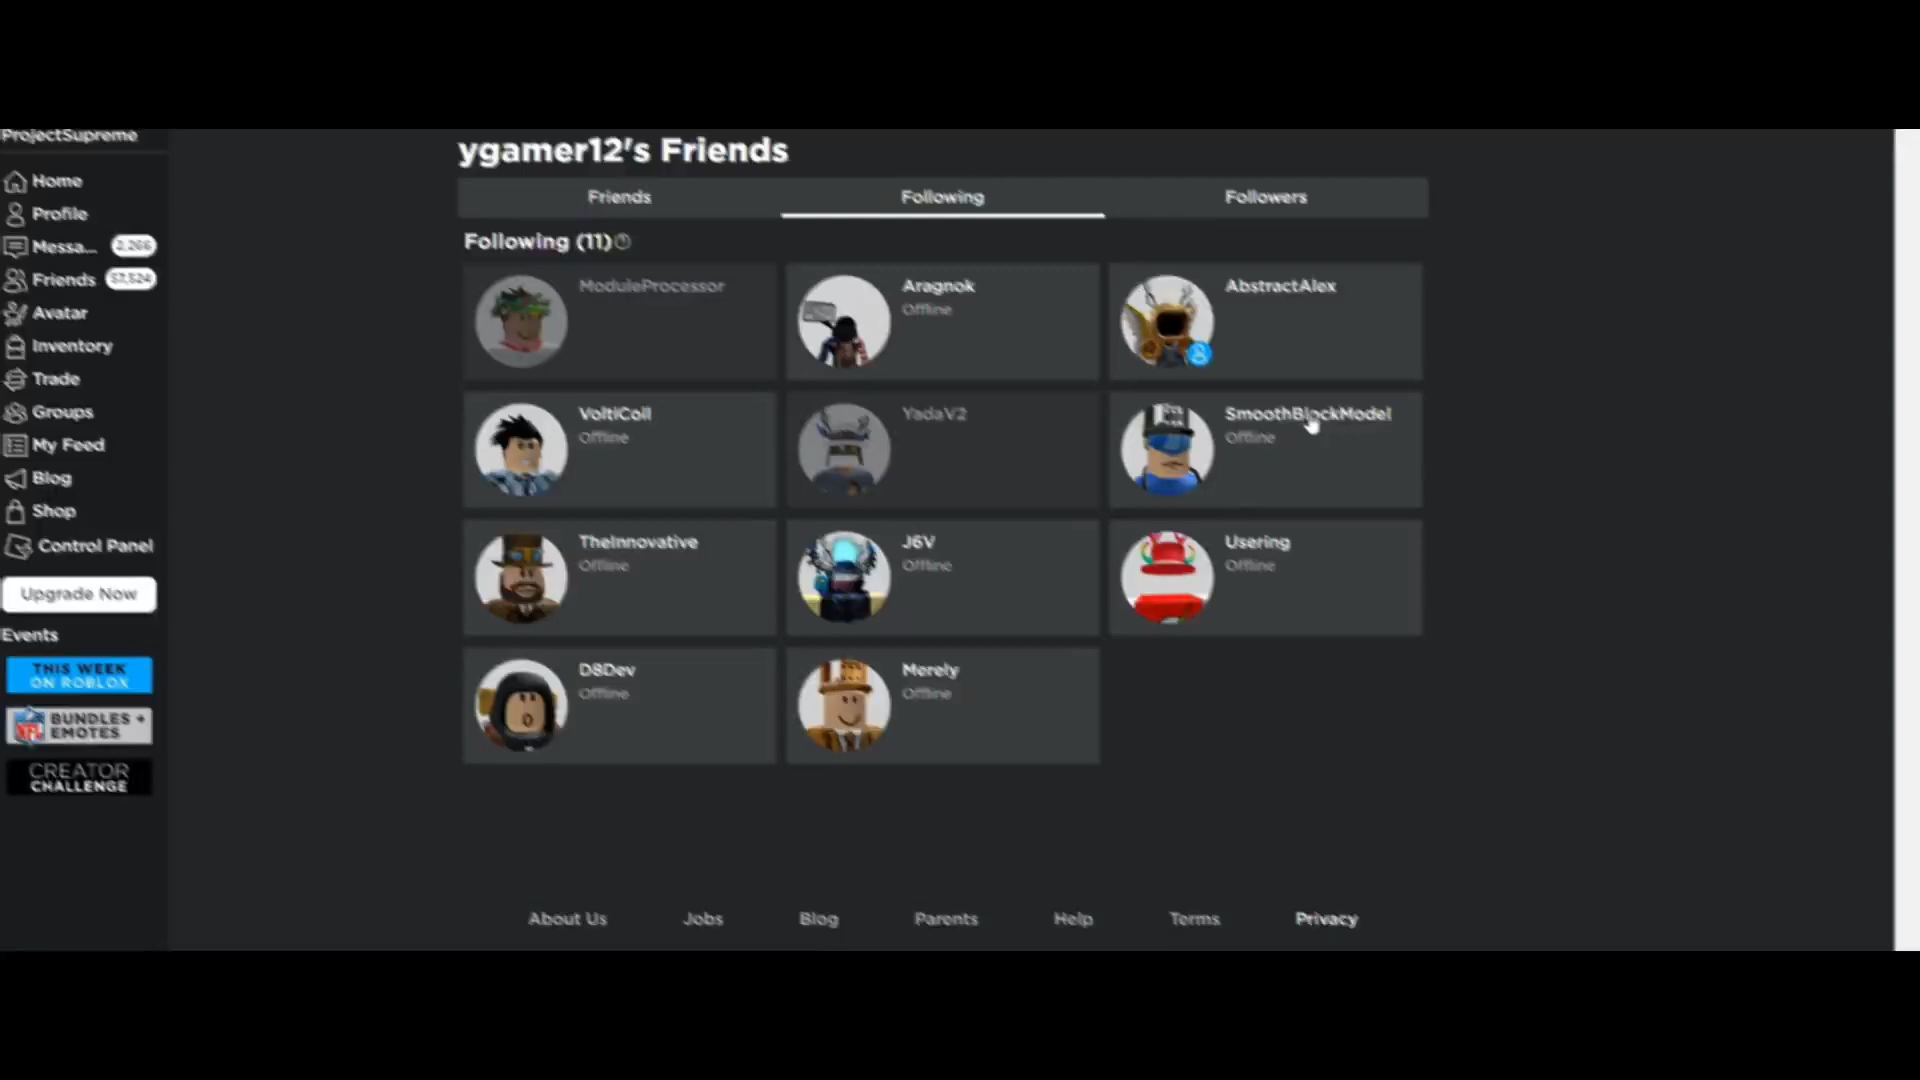 ProjectSupreme
ygamer12's Friends
Home
Profile
Messa... 2,266
Friends 57,524
Avatar
Inventory
Trade
Groups
My Feed
Blog
Shop
Control Panel
Upgrade Now
Events
THIS WEEK
ON ROBLOX
NFL
BUNDLES +
EMOTES
CREATOR
CHALLENGE
Friends Following Followers
Following (11)
ModuleProcessor
Aragnok
Offline
AbstractAlex
VoltiCoil
Offline
YadaV2
SmoothBlockModel
Offline
TheInnovative
Offline
J6V
Offline
Usering
Offline
D8Dev
Offline
Merely
Offline
About Us Jobs Blog Parents Help Terms Privacy